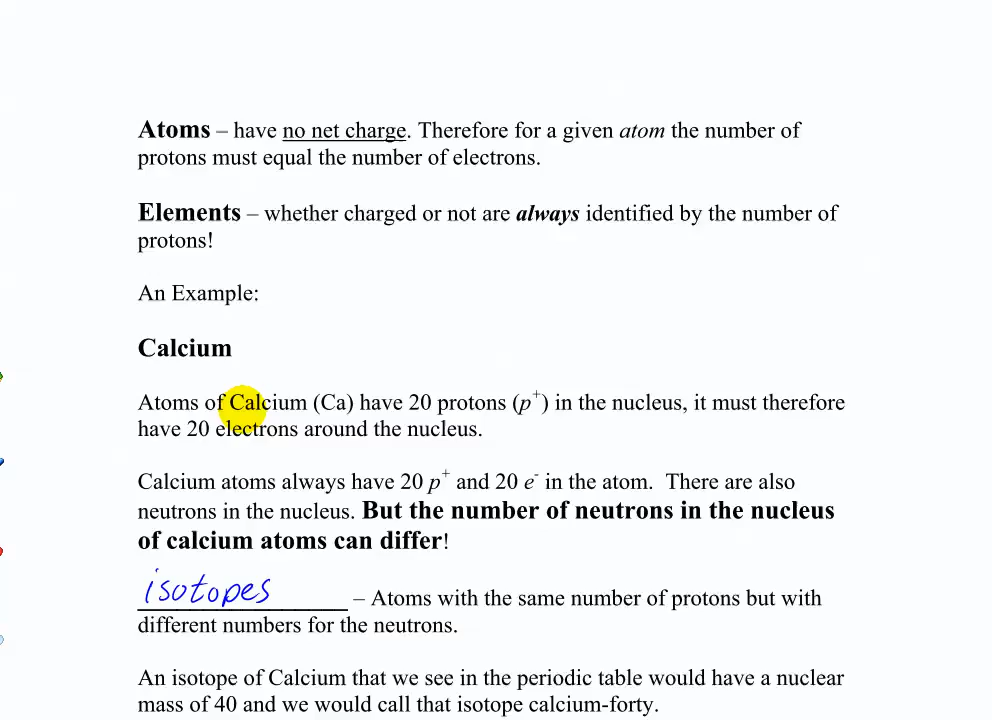 Atoms – have no net charge. Therefore for a given atom the number of
protons must equal the number of electrons.
Elements – whether charged or not are always identified by the number of
protons!
An Example:
Calcium
Atoms of Calcium (Ca) have 20 protons (p⁺) in the nucleus, it must therefore
have 20 electrons around the nucleus.
Calcium atoms always have 20 p⁺ and 20 e⁻ in the atom.  There are also
neutrons in the nucleus. But the number of neutrons in the nucleus
of calcium atoms can differ!
isotopes – Atoms with the same number of protons but with
different numbers for the neutrons.
An isotope of Calcium that we see in the periodic table would have a nuclear
mass of 40 and we would call that isotope calcium-forty.